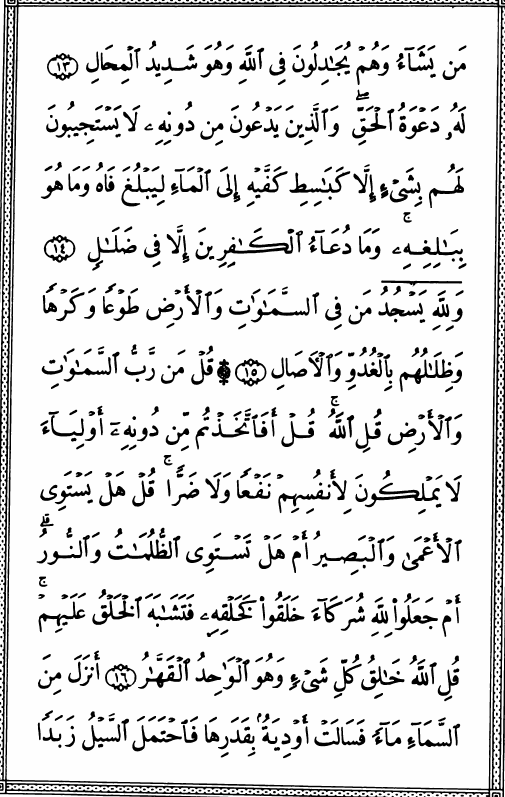 مَن يَشَآءُ وَهُمْ يُجَٰدِلُونَ فِى ٱللَّهِ وَهُوَ شَدِيدُ ٱلْمِحَالِ ١٣
لَهُۥ دَعْوَةُ ٱلْحَقِّ ۖ وَٱلَّذِينَ يَدْعُونَ مِن دُونِهِۦ لَا يَسْتَجِيبُونَ
لَهُم بِشَىْءٍ إِلَّا كَبَٰسِطِ كَفَّيْهِ إِلَى ٱلْمَآءِ لِيَبْلُغَ فَاهُ وَمَا هُوَ
بِبَٰلِغِهِۦ ۚ وَمَا دُعَآءُ ٱلْكَٰفِرِينَ إِلَّا فِى ضَلَٰلٍ ١٤
وَلِلَّهِ يَسْجُدُ مَن فِى ٱلسَّمَٰوَٰتِ وَٱلْأَرْضِ طَوْعًا وَكَرْهًا
وَظِلَٰلُهُم بِٱلْغُدُوِّ وَٱلْءَاصَالِ ١٥ ۞ قُلْ مَن رَّبُّ ٱلسَّمَٰوَٰتِ
وَٱلْأَرْضِ قُلِ ٱللَّهُ ۚ قُلْ أَفَٱتَّخَذْتُم مِّن دُونِهِۦٓ أَوْلِيَآءَ
لَا يَمْلِكُونَ لِأَنفُسِهِمْ نَفْعًا وَلَا ضَرًّا ۚ قُلْ هَلْ يَسْتَوِى
ٱلْأَعْمَىٰ وَٱلْبَصِيرُ أَمْ هَلْ تَسْتَوِى ٱلظُّلُمَٰتُ وَٱلنُّورُ ۗ
أَمْ جَعَلُوا۟ لِلَّهِ شُرَكَآءَ خَلَقُوا۟ كَخَلْقِهِۦ فَتَشَٰبَهَ ٱلْخَلْقُ عَلَيْهِمْ ۚ
قُلِ ٱللَّهُ خَٰلِقُ كُلِّ شَىْءٍ وَهُوَ ٱلْوَٰحِدُ ٱلْقَهَّٰرُ ١٦ أَنزَلَ مِنَ
ٱلسَّمَآءِ مَآءً فَسَالَتْ أَوْدِيَةٌۢ بِقَدَرِهَا فَٱحْتَمَلَ ٱلسَّيْلُ زَبَدًا